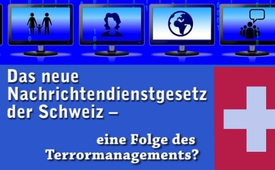 Das neue
Nachrichtendienstgesetz
der Schweiz –
eine Folge des
Terrormanagements?